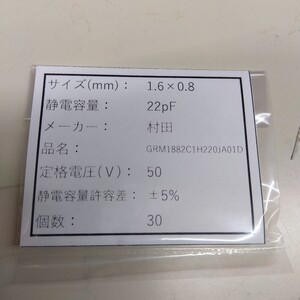 サイズ(mm)： 1.6×0.8
静電容量： 22pF
メーカー： 村田
品名： GRM1882C1H220JA01D
定格電圧(V)： 50
静電容量許容差： ±5%
個数： 30